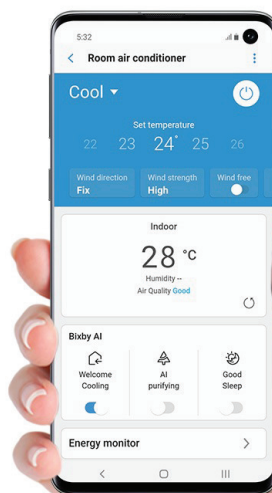 5:32
Room air conditioner
Cool
Set temperature
22 23 24° 25 26
Wind direction Wind strength Wind free
Fix High
Indoor
28 °C
Humidity --
Air Quality Good
Bixby AI
Welcome AI Good
Cooling purifying Sleep
Energy monitor